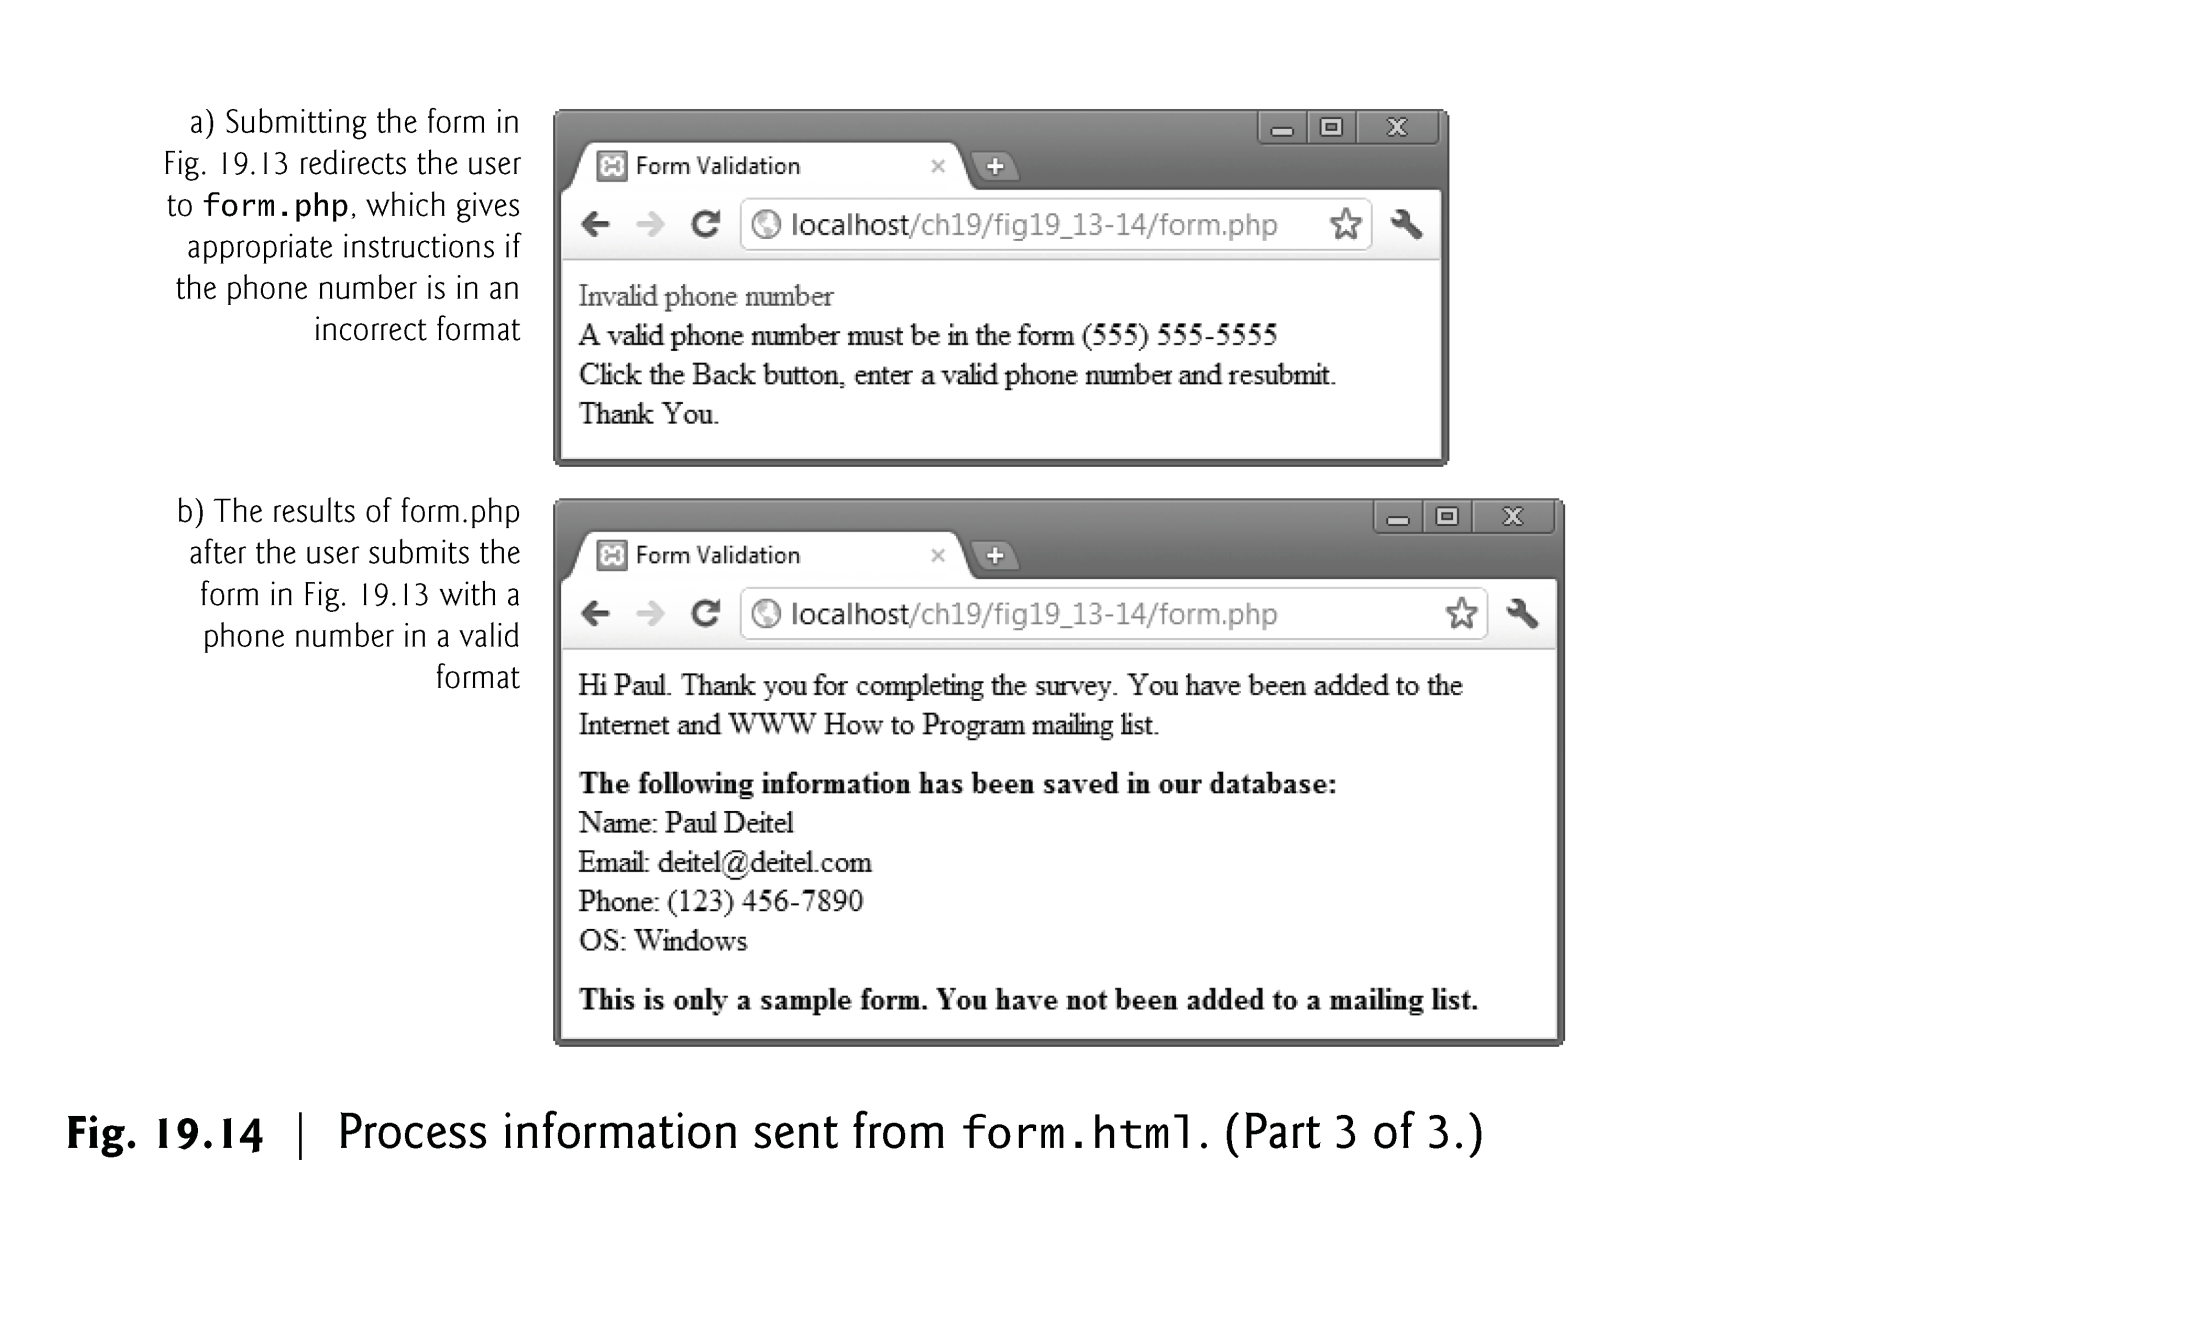 a) Submitting the form in
Fig. 19.13 redirects the user
to form.php, which gives
appropriate instructions if
the phone number is in an
incorrect format
Form Validation
localhost/ch19/fig19_13-14/form.php
Invalid phone number
A valid phone number must be in the form (555) 555-5555
Click the Back button, enter a valid phone number and resubmit.
Thank You.
b) The results of form.php
after the user submits the
form in Fig. 19.13 with a
phone number in a valid
format
Form Validation
localhost/ch19/fig19_13-14/form.php
Hi Paul. Thank you for completing the survey. You have been added to the
Internet and WWW How to Program mailing list.
The following information has been saved in our database:
Name: Paul Deitel
Email: deitel@deitel.com
Phone: (123) 456-7890
OS: Windows
This is only a sample form. You have not been added to a mailing list.
Fig. 19.14 | Process information sent from form.html. (Part 3 of 3.)